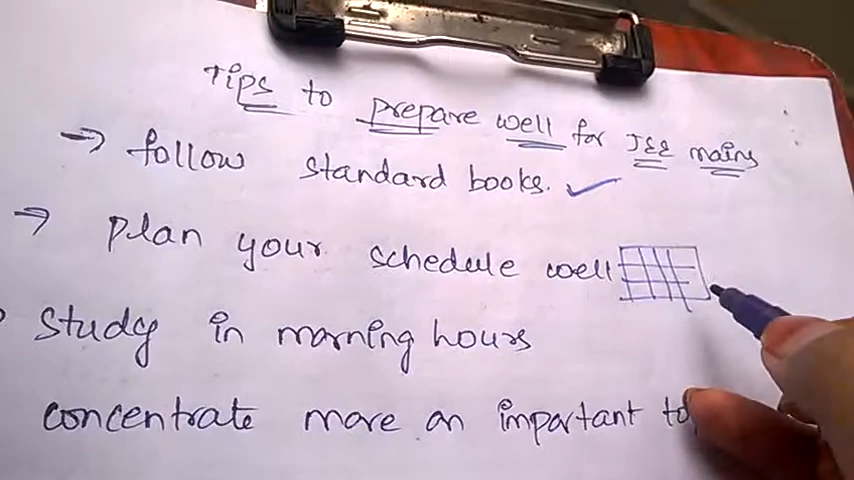 Tips to prepare well for JEE mains
⇒ follow standard books. ✓
⇒ plan your schedule well
study in morning hours
concentrate more on important